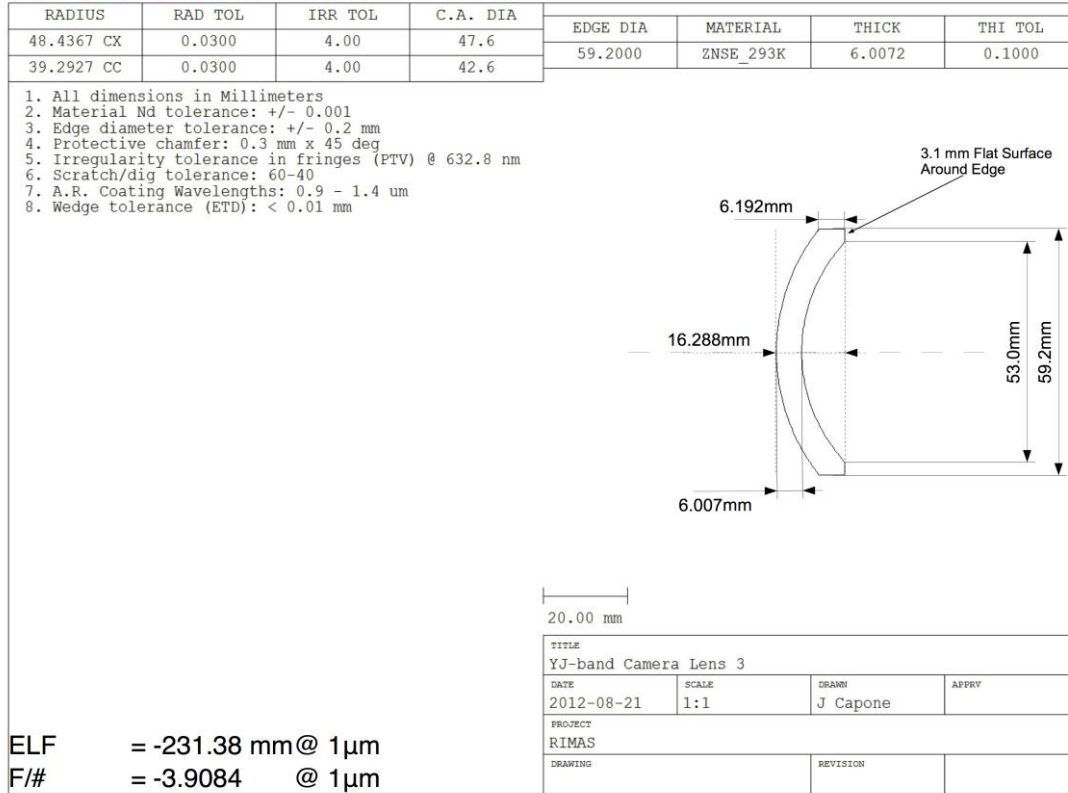 RADIUS RAD TOL IRR TOL C.A. DIA
48.4367 CX 0.0300 4.00 47.6
39.2927 CC 0.0300 4.00 42.6
EDGE DIA MATERIAL THICK THI TOL
59.2000 ZNSE_293K 6.0072 0.1000
1. All dimensions in Millimeters
2. Material Nd tolerance: +/- 0.001
3. Edge diameter tolerance: +/- 0.2 mm
4. Protective chamfer: 0.3 mm x 45 deg
5. Irregularity tolerance in fringes (PTV) @ 632.8 nm
6. Scratch/dig tolerance: 60-40
7. A.R. Coating Wavelengths: 0.9 - 1.4 um
8. Wedge tolerance (ETD): < 0.01 mm
3.1 mm Flat Surface
Around Edge
6.192mm
16.288mm
53.0mm
59.2mm
6.007mm
20.00 mm
TITLE
YJ-band Camera Lens 3
DATE SCALE DRAWN APPRV
2012-08-21 1:1 J Capone
PROJECT
RIMAS
DRAWING REVISION
ELF = -231.38 mm @ 1µm
F/# = -3.9084 @ 1µm